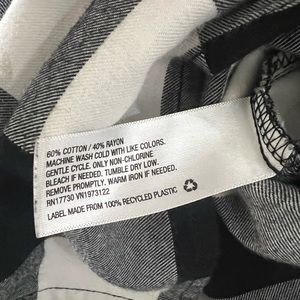 60% COTTON / 40% RAYON
MACHINE WASH COLD WITH LIKE COLORS.
GENTLE CYCLE. ONLY NON-CHLORINE
BLEACH IF NEEDED. TUMBLE DRY LOW.
REMOVE PROMPTLY. WARM IRON IF NEEDED.
RN17730 VN1973122
LABEL MADE FROM 100% RECYCLED PLASTIC